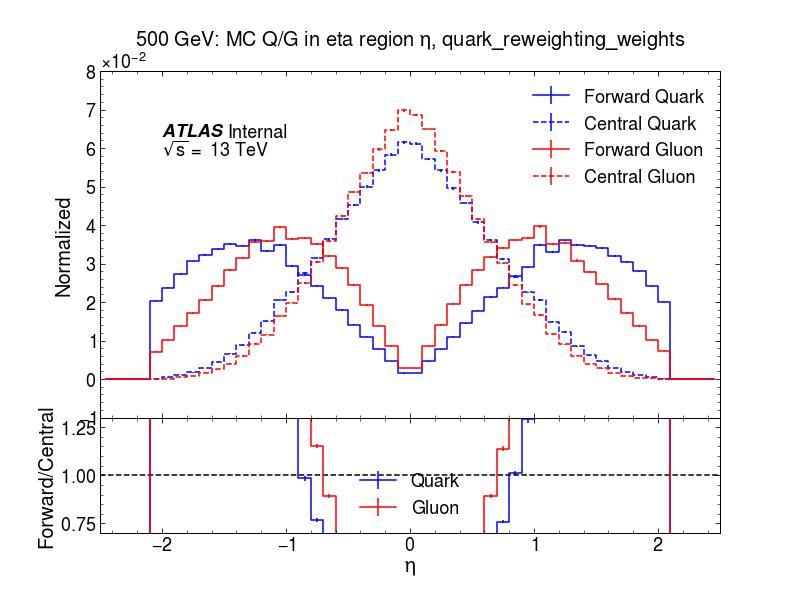 500 GeV: MC Q/G in eta region η, quark_reweighting_weights
×10⁻²
8
7
6
5
4
3
2
1
0
−1
Normalized
ATLAS Internal
√s = 13 TeV
Forward Quark
Central Quark
Forward Gluon
Central Gluon
1.25
1.00
0.75
Forward/Central
Quark
Gluon
−2 −1 0 1 2
η